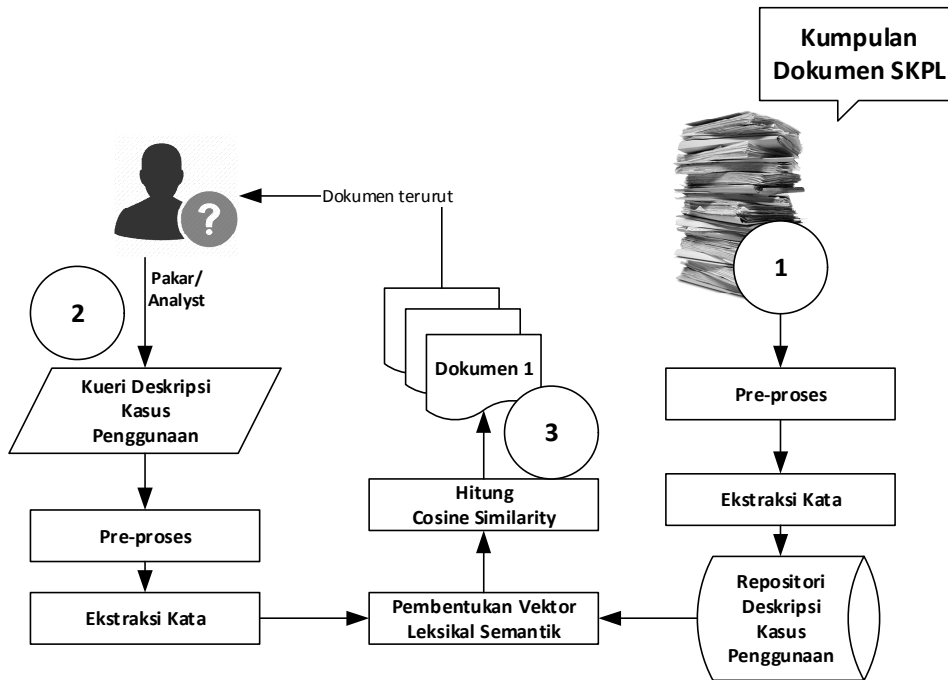 Kumpulan
Dokumen SKPL
Dokumen terurut
?
1
Pakar/
Analyst
2
Dokumen 1
Kueri Deskripsi
Kasus
Penggunaan
Pre-proses
3
Hitung
Cosine Similarity
Ekstraksi Kata
Pre-proses
Repositori
Deskripsi
Kasus
Penggunaan
Ekstraksi Kata
Pembentukan Vektor
Leksikal Semantik